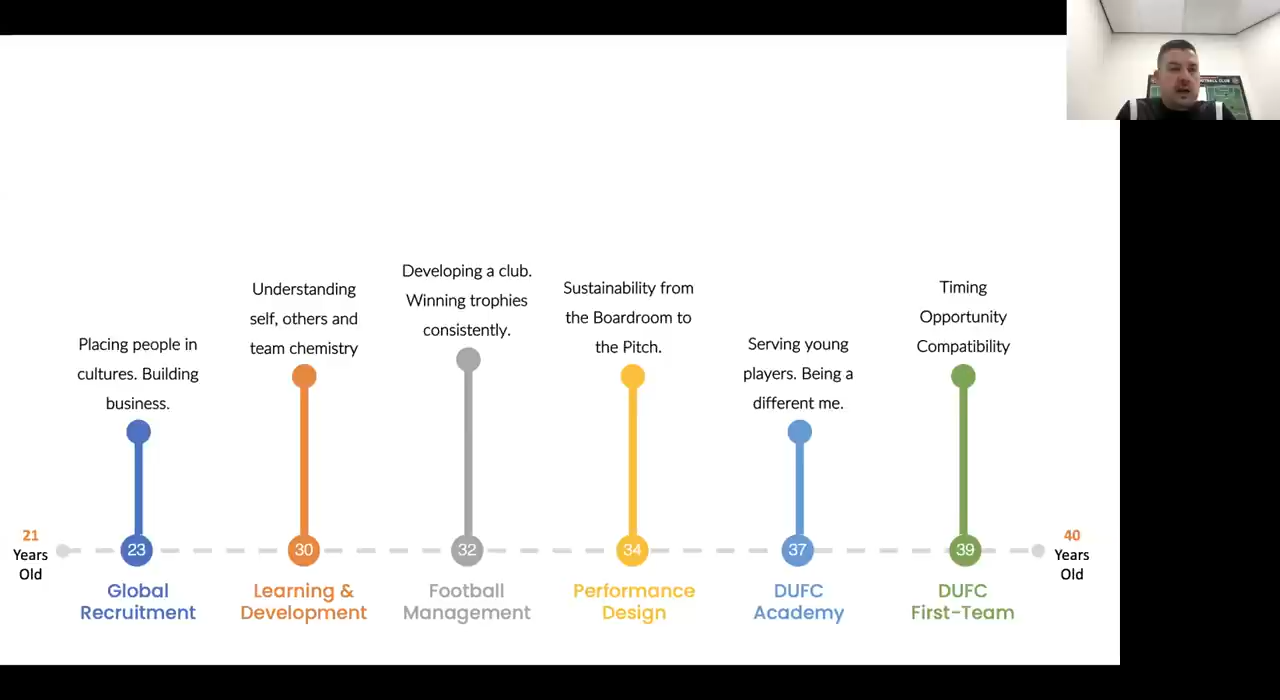 Placing people in
cultures. Building
business.
Understanding
self, others and
team chemistry
Developing a club.
Winning trophies
consistently.
Sustainability from
the Boardroom to
the Pitch.
Serving young
players. Being a
different me.
Timing
Opportunity
Compatibility
21
Years
Old
23
30
32
34
37
39
40
Years
Old
Global
Recruitment
Learning &
Development
Football
Management
Performance
Design
DUFC
Academy
DUFC
First-Team